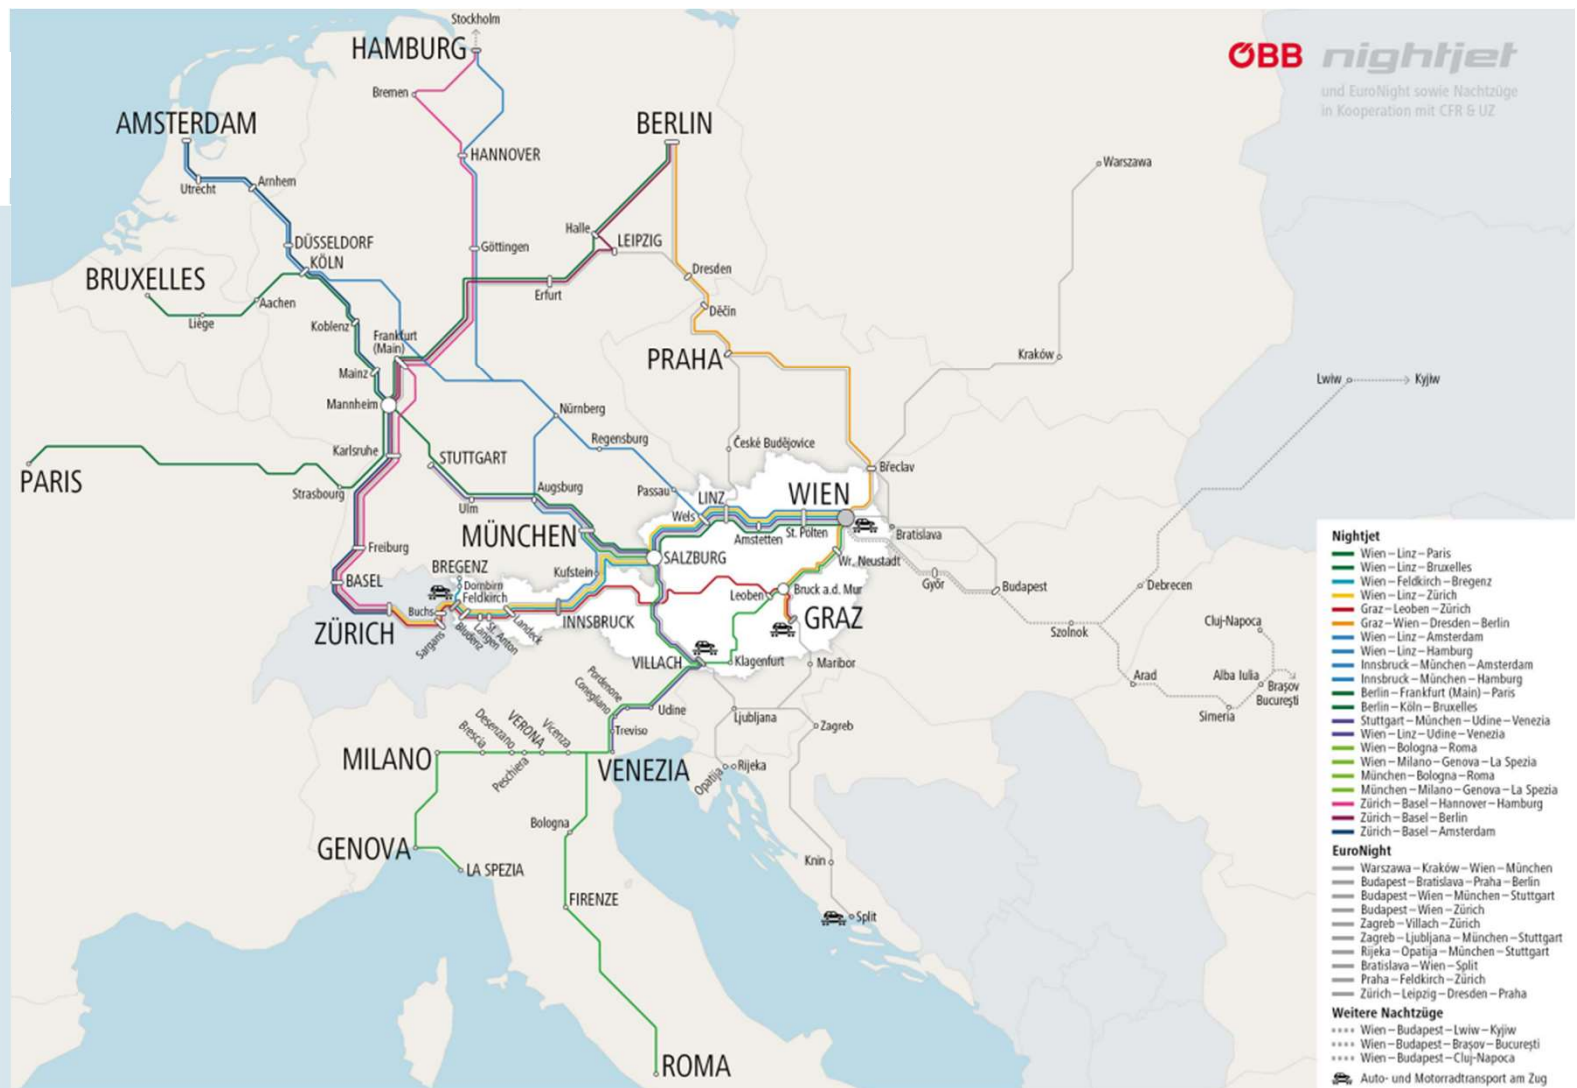 Stockholm
HAMBURG
ÖBB nightjet
und EuroNight sowie Nachtzüge
in Kooperation mit CFR & UZ
Bremen
AMSTERDAM
BERLIN
HANNOVER
Warszawa
Utrecht
Arnhem
Halle
LEIPZIG
DÜSSELDORF
Göttingen
KÖLN
BRUXELLES
Dresden
Aachen
Erfurt
Liège
Koblenz
Děčín
Frankfurt
(Main)
PRAHA
Kraków
Mainz
Lwiw
Kyjiw
Mannheim
Nürnberg
Regensburg
České Budějovice
Karlsruhe
STUTTGART
Břeclav
PARIS
Strasbourg
Augsburg
Passau
LINZ
WIEN
Ulm
Wels
MÜNCHEN
Amstetten
St. Pölten
Bratislava
Freiburg
SALZBURG
Wr. Neustadt
BREGENZ
Kufstein
BASEL
Dornbirn
Feldkirch
Győr
Budapest
Debrecen
Leoben
Bruck a.d. Mur
Buchs
ZÜRICH
Sargans
Bludenz
Langen
St. Anton
Landeck
INNSBRUCK
GRAZ
Szolnok
Cluj-Napoca
VILLACH
Klagenfurt
Maribor
Arad
Alba Iulia
Braşov
Bucureşti
Pordenone
Conegliano
Udine
Simeria
Ljubljana
Zagreb
Treviso
Vicenza
VERONA
Desenzano
Brescia
Peschiera
MILANO
VENEZIA
Opatija
Rijeka
Bologna
GENOVA
LA SPEZIA
Knin
FIRENZE
Split
ROMA
Nightjet
Wien – Linz – Paris
Wien – Linz – Bruxelles
Wien – Feldkirch – Bregenz
Wien – Linz – Zürich
Graz – Leoben – Zürich
Graz – Wien – Dresden – Berlin
Wien – Linz – Amsterdam
Wien – Linz – Hamburg
Innsbruck – München – Amsterdam
Innsbruck – München – Hamburg
Berlin – Frankfurt (Main) – Paris
Berlin – Köln – Bruxelles
Stuttgart – München – Udine – Venezia
Wien – Linz – Udine – Venezia
Wien – Bologna – Roma
Wien – Milano – Genova – La Spezia
München – Bologna – Roma
München – Milano – Genova – La Spezia
Zürich – Basel – Hannover – Hamburg
Zürich – Basel – Berlin
Zürich – Basel – Amsterdam
EuroNight
Warszawa – Kraków – Wien – München
Budapest – Bratislava – Praha – Berlin
Budapest – Wien – München – Stuttgart
Budapest – Wien – Zürich
Zagreb – Villach – Zürich
Zagreb – Ljubljana – München – Stuttgart
Rijeka – Opatija – München – Stuttgart
Bratislava – Wien – Split
Praha – Feldkirch – Zürich
Zürich – Leipzig – Dresden – Praha
Weitere Nachtzüge
Wien – Budapest – Lwiw – Kyjiw
Wien – Budapest – Braşov – Bucureşti
Wien – Budapest – Cluj-Napoca
Auto- und Motorradtransport am Zug